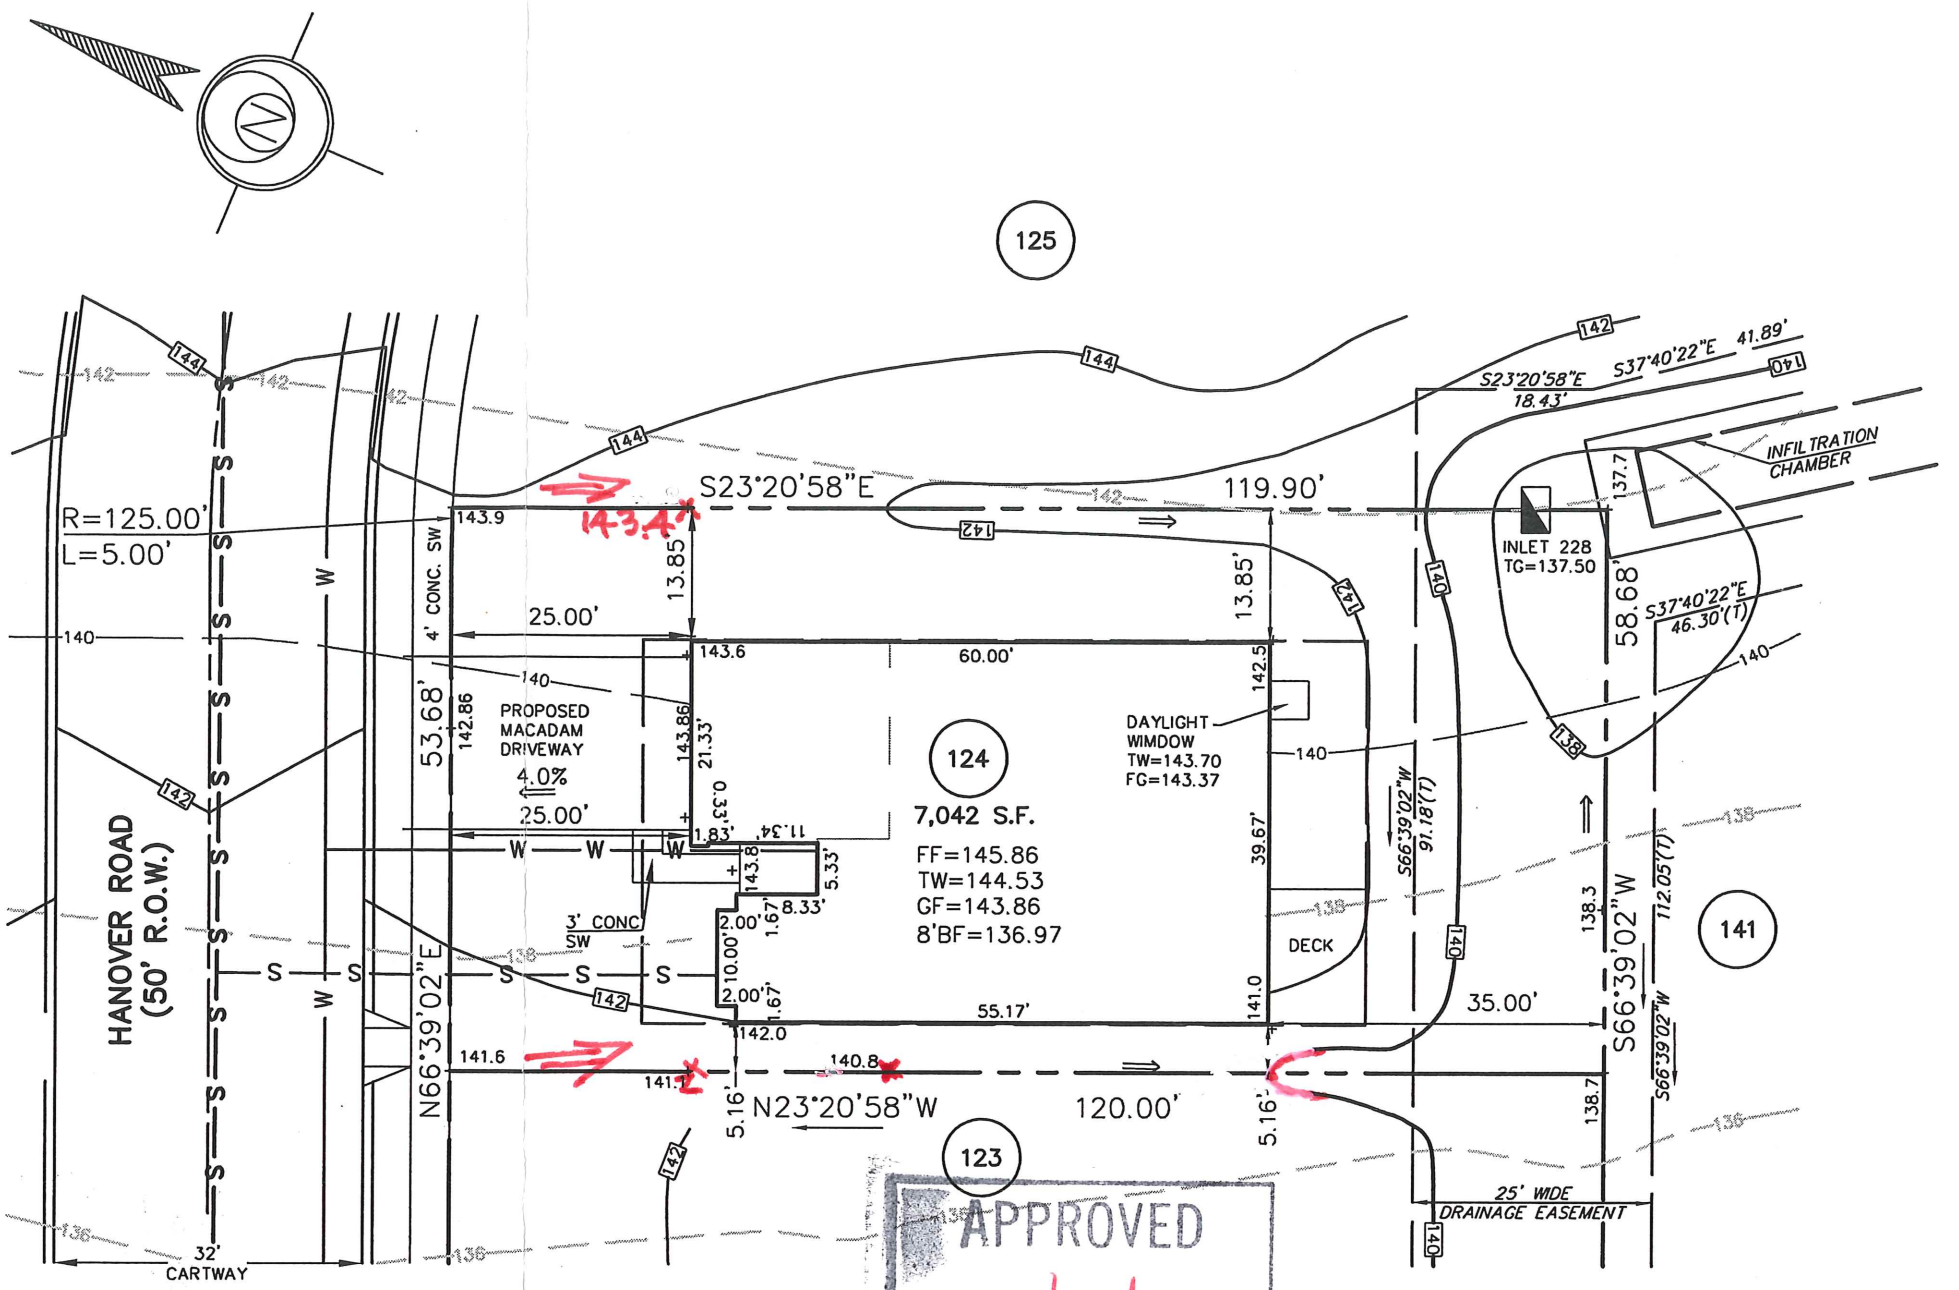 N
125
144
142
142
42
144
144
142
S37°40'22"E 41.89'
140
S23°20'58"E
18.43'
INFILTRATION
CHAMBER
137.7
S23°20'58"E
142
119.90'
143.4
143.9
R=125.00'
L=5.00'
4' CONC. SW
13.85'
13.85'
142
142
140
INLET 228
TG=137.50
58.68'
S37°40'22"E
46.30'(T)
25.00'
140
140
143.6
60.00'
142.5
140
140
138
53.68'
142.86
PROPOSED
MACADAM
DRIVEWAY
4.0%
25.00'
143.86
21.33'
0.33'
1.83'
11.34'
124
7,042 S.F.
FF=145.86
TW=144.53
GF=143.86
8'BF=136.97
DAYLIGHT
WIMDOW
TW=143.70
FG=143.37
39.67'
S66°39'02"W
91.18'(T)
138
112.05'(T)
142
HANOVER ROAD
(50' R.O.W.)
W
W
W W W
S S S S S S S S S S
143.8
5.33'
8.33'
1.67'
2.00'
10.00'
2.00'
1.67'
3' CONC
SW
138
138
DECK
140
138.3
S66°39'02"W
S66°39'02"W
141
S S S S S
142
N66°39'02"E
142.0
55.17'
141.0
35.00'
141.6
141.1
140.8
5.16'
N23°20'58"W
120.00'
5.16'
138.7
136
142
123
25' WIDE
DRAINAGE EASEMENT
140
136
136
136
APPROVED
32'
CARTWAY